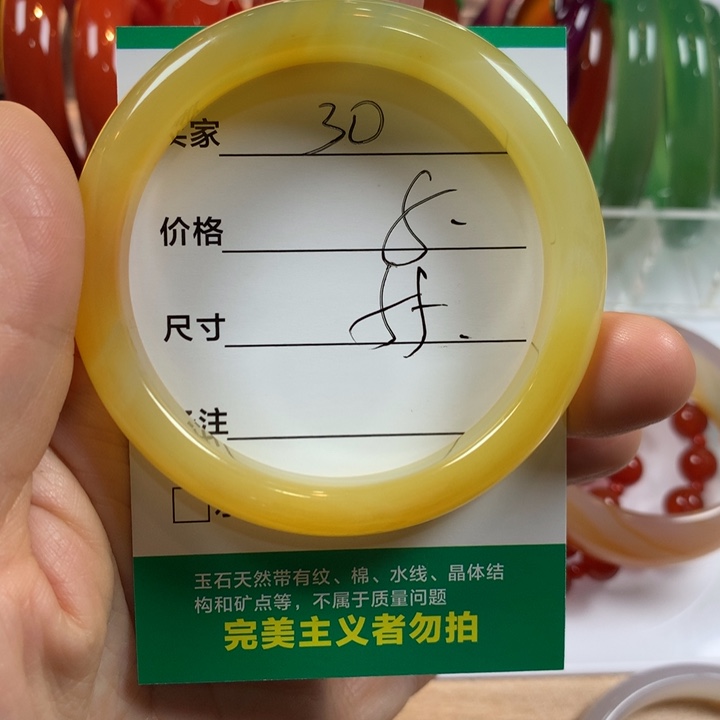 家 30
价格
尺寸
注
玉石天然带有纹、棉、水线、晶体结
构和矿点等，不属于质量问题
完美主义者勿拍